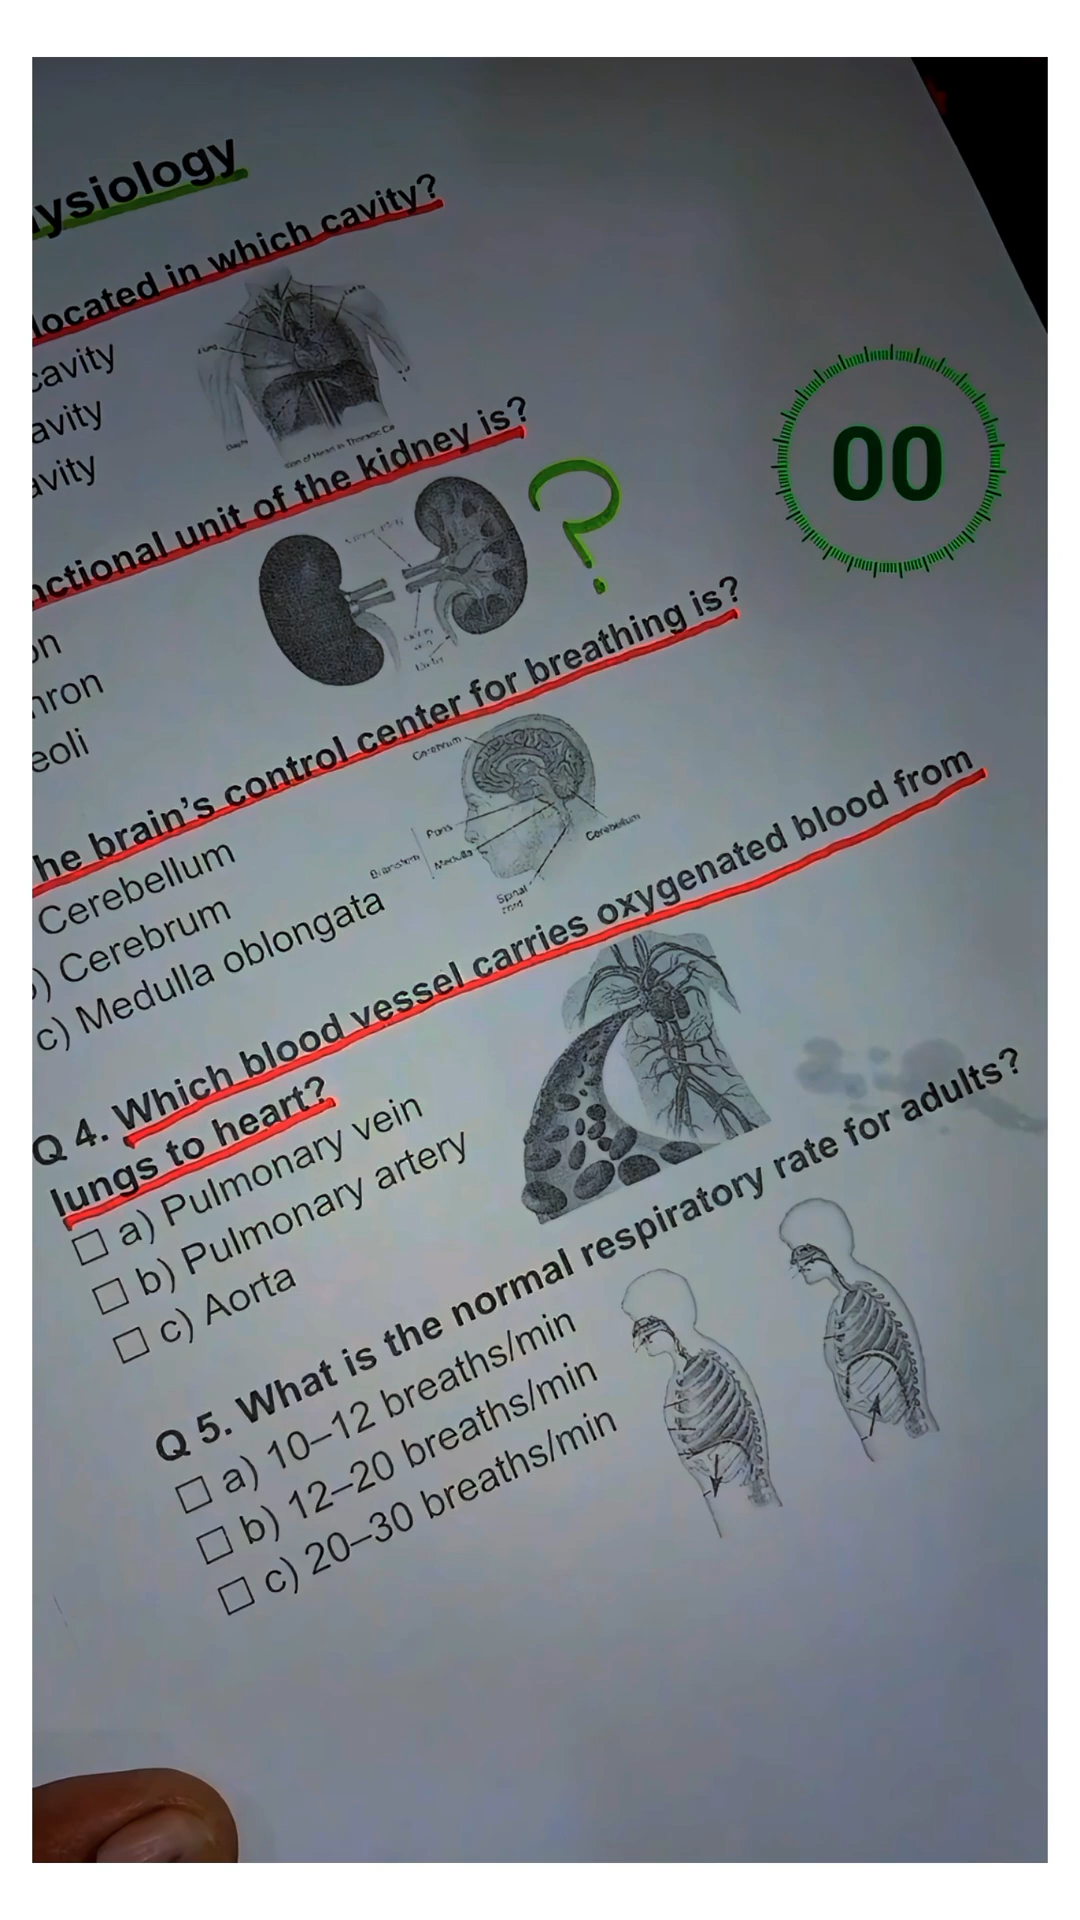 ysiology
located in which cavity?
cavity
avity
avity
nctional unit of the kidney is?
on
hron
eoli
he brain's control center for breathing is?
Cerebellum
) Cerebrum
c) Medulla oblongata
Cerebrum
Pons
Medulla
Brainstem
Cerebellum
Spinal
cord
Q 4. Which blood vessel carries oxygenated blood from
lungs to heart?
a) Pulmonary vein
b) Pulmonary artery
c) Aorta
Q 5. What is the normal respiratory rate for adults?
a) 10–12 breaths/min
b) 12–20 breaths/min
c) 20–30 breaths/min
?
00